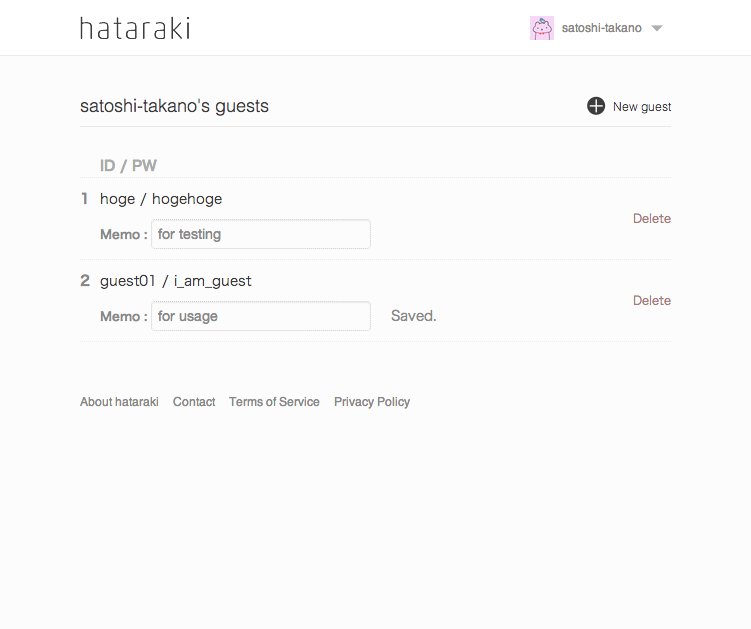 hataraki
satoshi-takano
satoshi-takano's guests
New guest
ID / PW
1 hoge / hogehoge
Delete
Memo : for testing
2 guest01 / i_am_guest
Delete
Memo : for usage Saved.
About hataraki Contact Terms of Service Privacy Policy